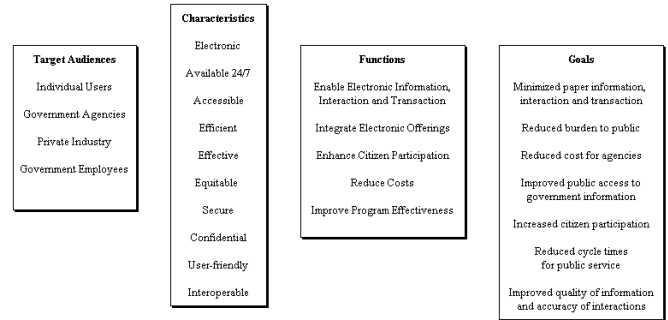 Target Audiences
Individual Users
Government Agencies
Private Industry
Government Employees
Characteristics
Electronic
Available 24/7
Accessible
Efficient
Effective
Equitable
Secure
Confidential
User-friendly
Interoperable
Functions
Enable Electronic Information,
Interaction and Transaction
Integrate Electronic Offerings
Enhance Citizen Participation
Reduce Costs
Improve Program Effectiveness
Goals
Minimized paper information,
interaction and transaction
Reduced burden to public
Reduced cost for agencies
Improved public access to
government information
Increased citizen participation
Reduced cycle times
for public service
Improved quality of information
and accuracy of interactions